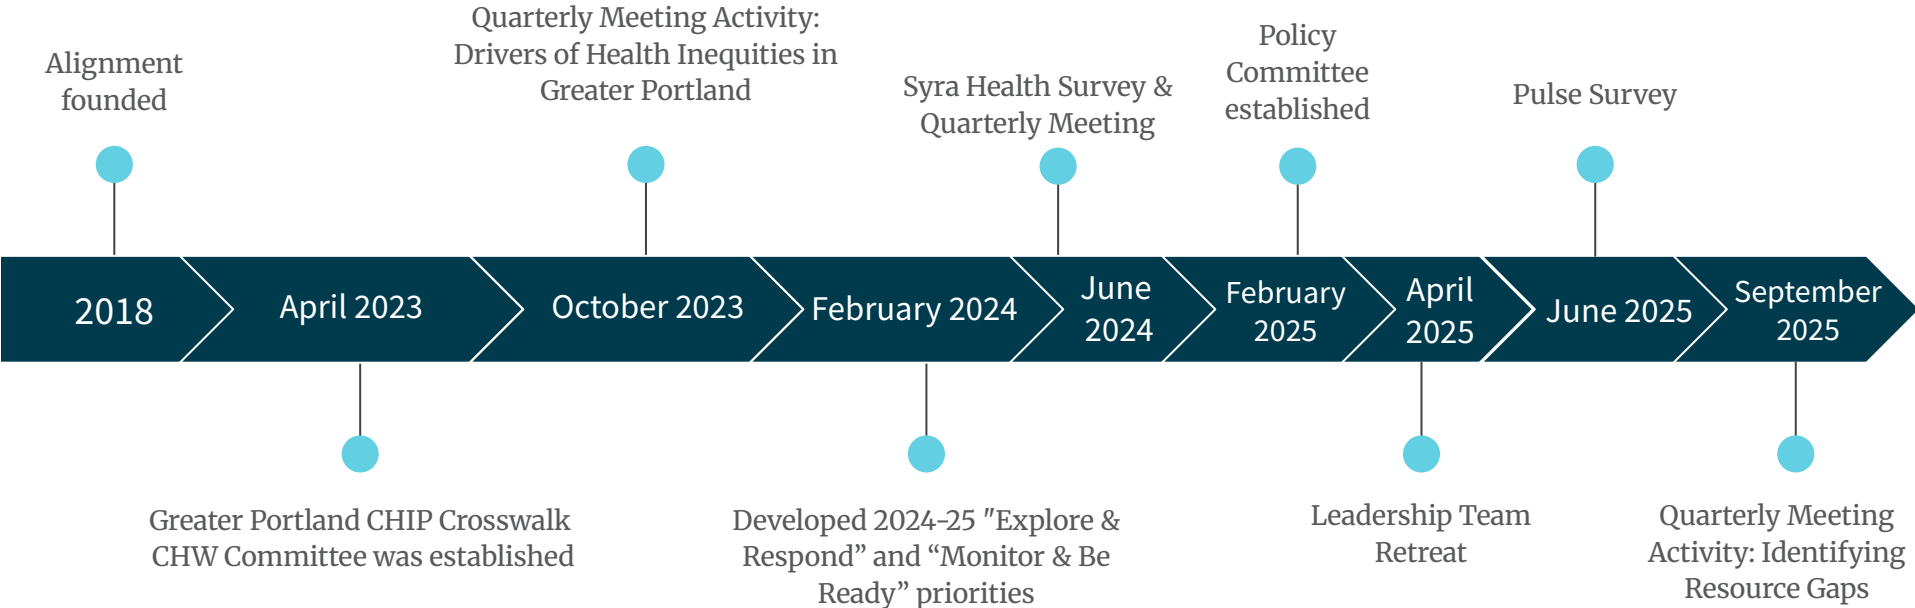 Alignment
founded
Quarterly Meeting Activity:
Drivers of Health Inequities in
Greater Portland
Syra Health Survey &
Quarterly Meeting
Policy
Committee
established
Pulse Survey
2018
April 2023
October 2023
February 2024
June
2024
February
2025
April
2025
June 2025
September
2025
Greater Portland CHIP Crosswalk
CHW Committee was established
Developed 2024-25 "Explore &
Respond” and “Monitor & Be
Ready” priorities
Leadership Team
Retreat
Quarterly Meeting
Activity: Identifying
Resource Gaps